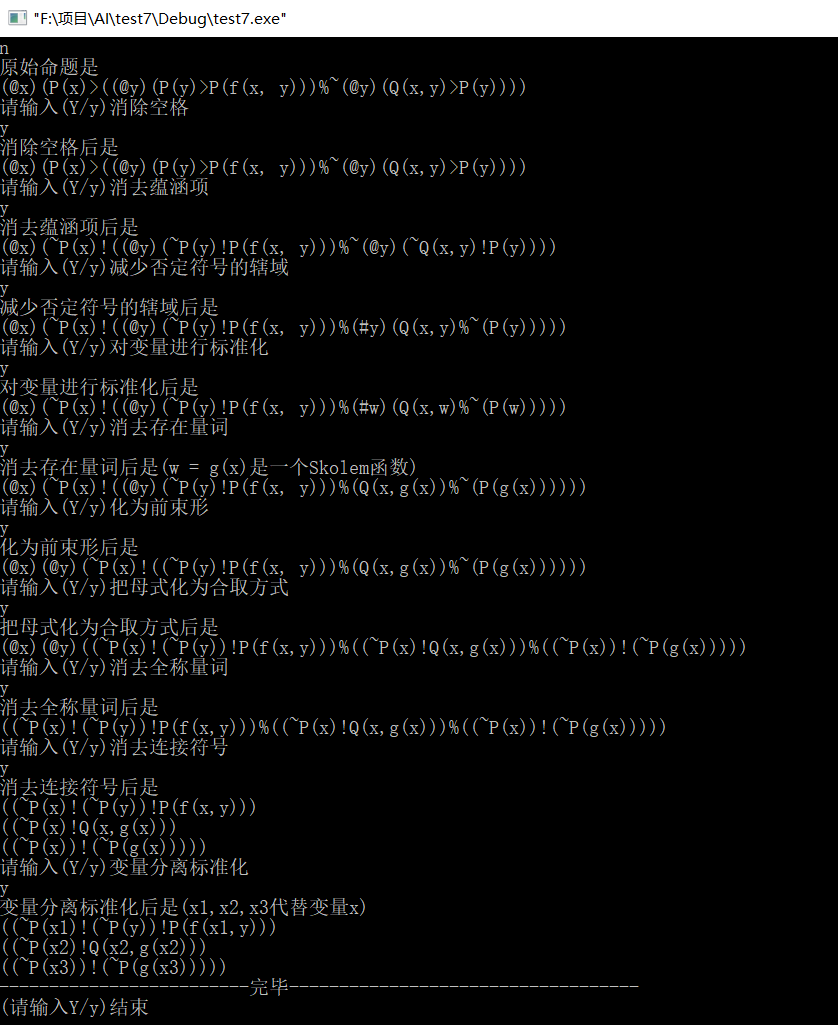 "F:\项目\AI\test7\Debug\test7.exe"
n
原始命题是
(@x)(P(x)>((@y)(P(y)>P(f(x, y)))%~(@y)(Q(x,y)>P(y))))
请输入(Y/y)消除空格
y
消除空格后是
(@x)(P(x)>((@y)(P(y)>P(f(x, y)))%~(@y)(Q(x,y)>P(y))))
请输入(Y/y)消去蕴涵项
y
消去蕴涵项后是
(@x)(~P(x)!((@y)(~P(y)!P(f(x, y)))%~(@y)(~Q(x,y)!P(y))))
请输入(Y/y)减少否定符号的辖域
y
减少否定符号的辖域后是
(@x)(~P(x)!((@y)(~P(y)!P(f(x, y)))%(#y)(Q(x,y)%~(P(y)))))
请输入(Y/y)对变量进行标准化
y
对变量进行标准化后是
(@x)(~P(x)!((@y)(~P(y)!P(f(x, y)))%(#w)(Q(x,w)%~(P(w)))))
请输入(Y/y)消去存在量词
y
消去存在量词后是(w = g(x)是一个Skolem函数)
(@x)(~P(x)!((@y)(~P(y)!P(f(x, y)))%(Q(x,g(x))%~(P(g(x))))))
请输入(Y/y)化为前束形
y
化为前束形后是
(@x)(@y)(~P(x)!((~P(y)!P(f(x, y)))%(Q(x,g(x))%~(P(g(x))))))
请输入(Y/y)把母式化为合取方式
y
把母式化为合取方式后是
(@x)(@y)((~P(x)!(~P(y))!P(f(x,y)))%((~P(x)!Q(x,g(x)))%((~P(x))!(~P(g(x)))))
请输入(Y/y)消去全称量词
y
消去全称量词后是
((~P(x)!(~P(y))!P(f(x,y)))%((~P(x)!Q(x,g(x)))%((~P(x))!(~P(g(x)))))
请输入(Y/y)消去连接符号
y
消去连接符号后是
((~P(x)!(~P(y))!P(f(x,y)))
((~P(x)!Q(x,g(x)))
((~P(x))!(~P(g(x)))))
请输入(Y/y)变量分离标准化
y
变量分离标准化后是(x1,x2,x3代替变量x)
((~P(x1)!(~P(y))!P(f(x1,y)))
((~P(x2)!Q(x2,g(x2)))
((~P(x3))!(~P(g(x3)))))
-------------------------完毕-----------------------------------
(请输入Y/y)结束